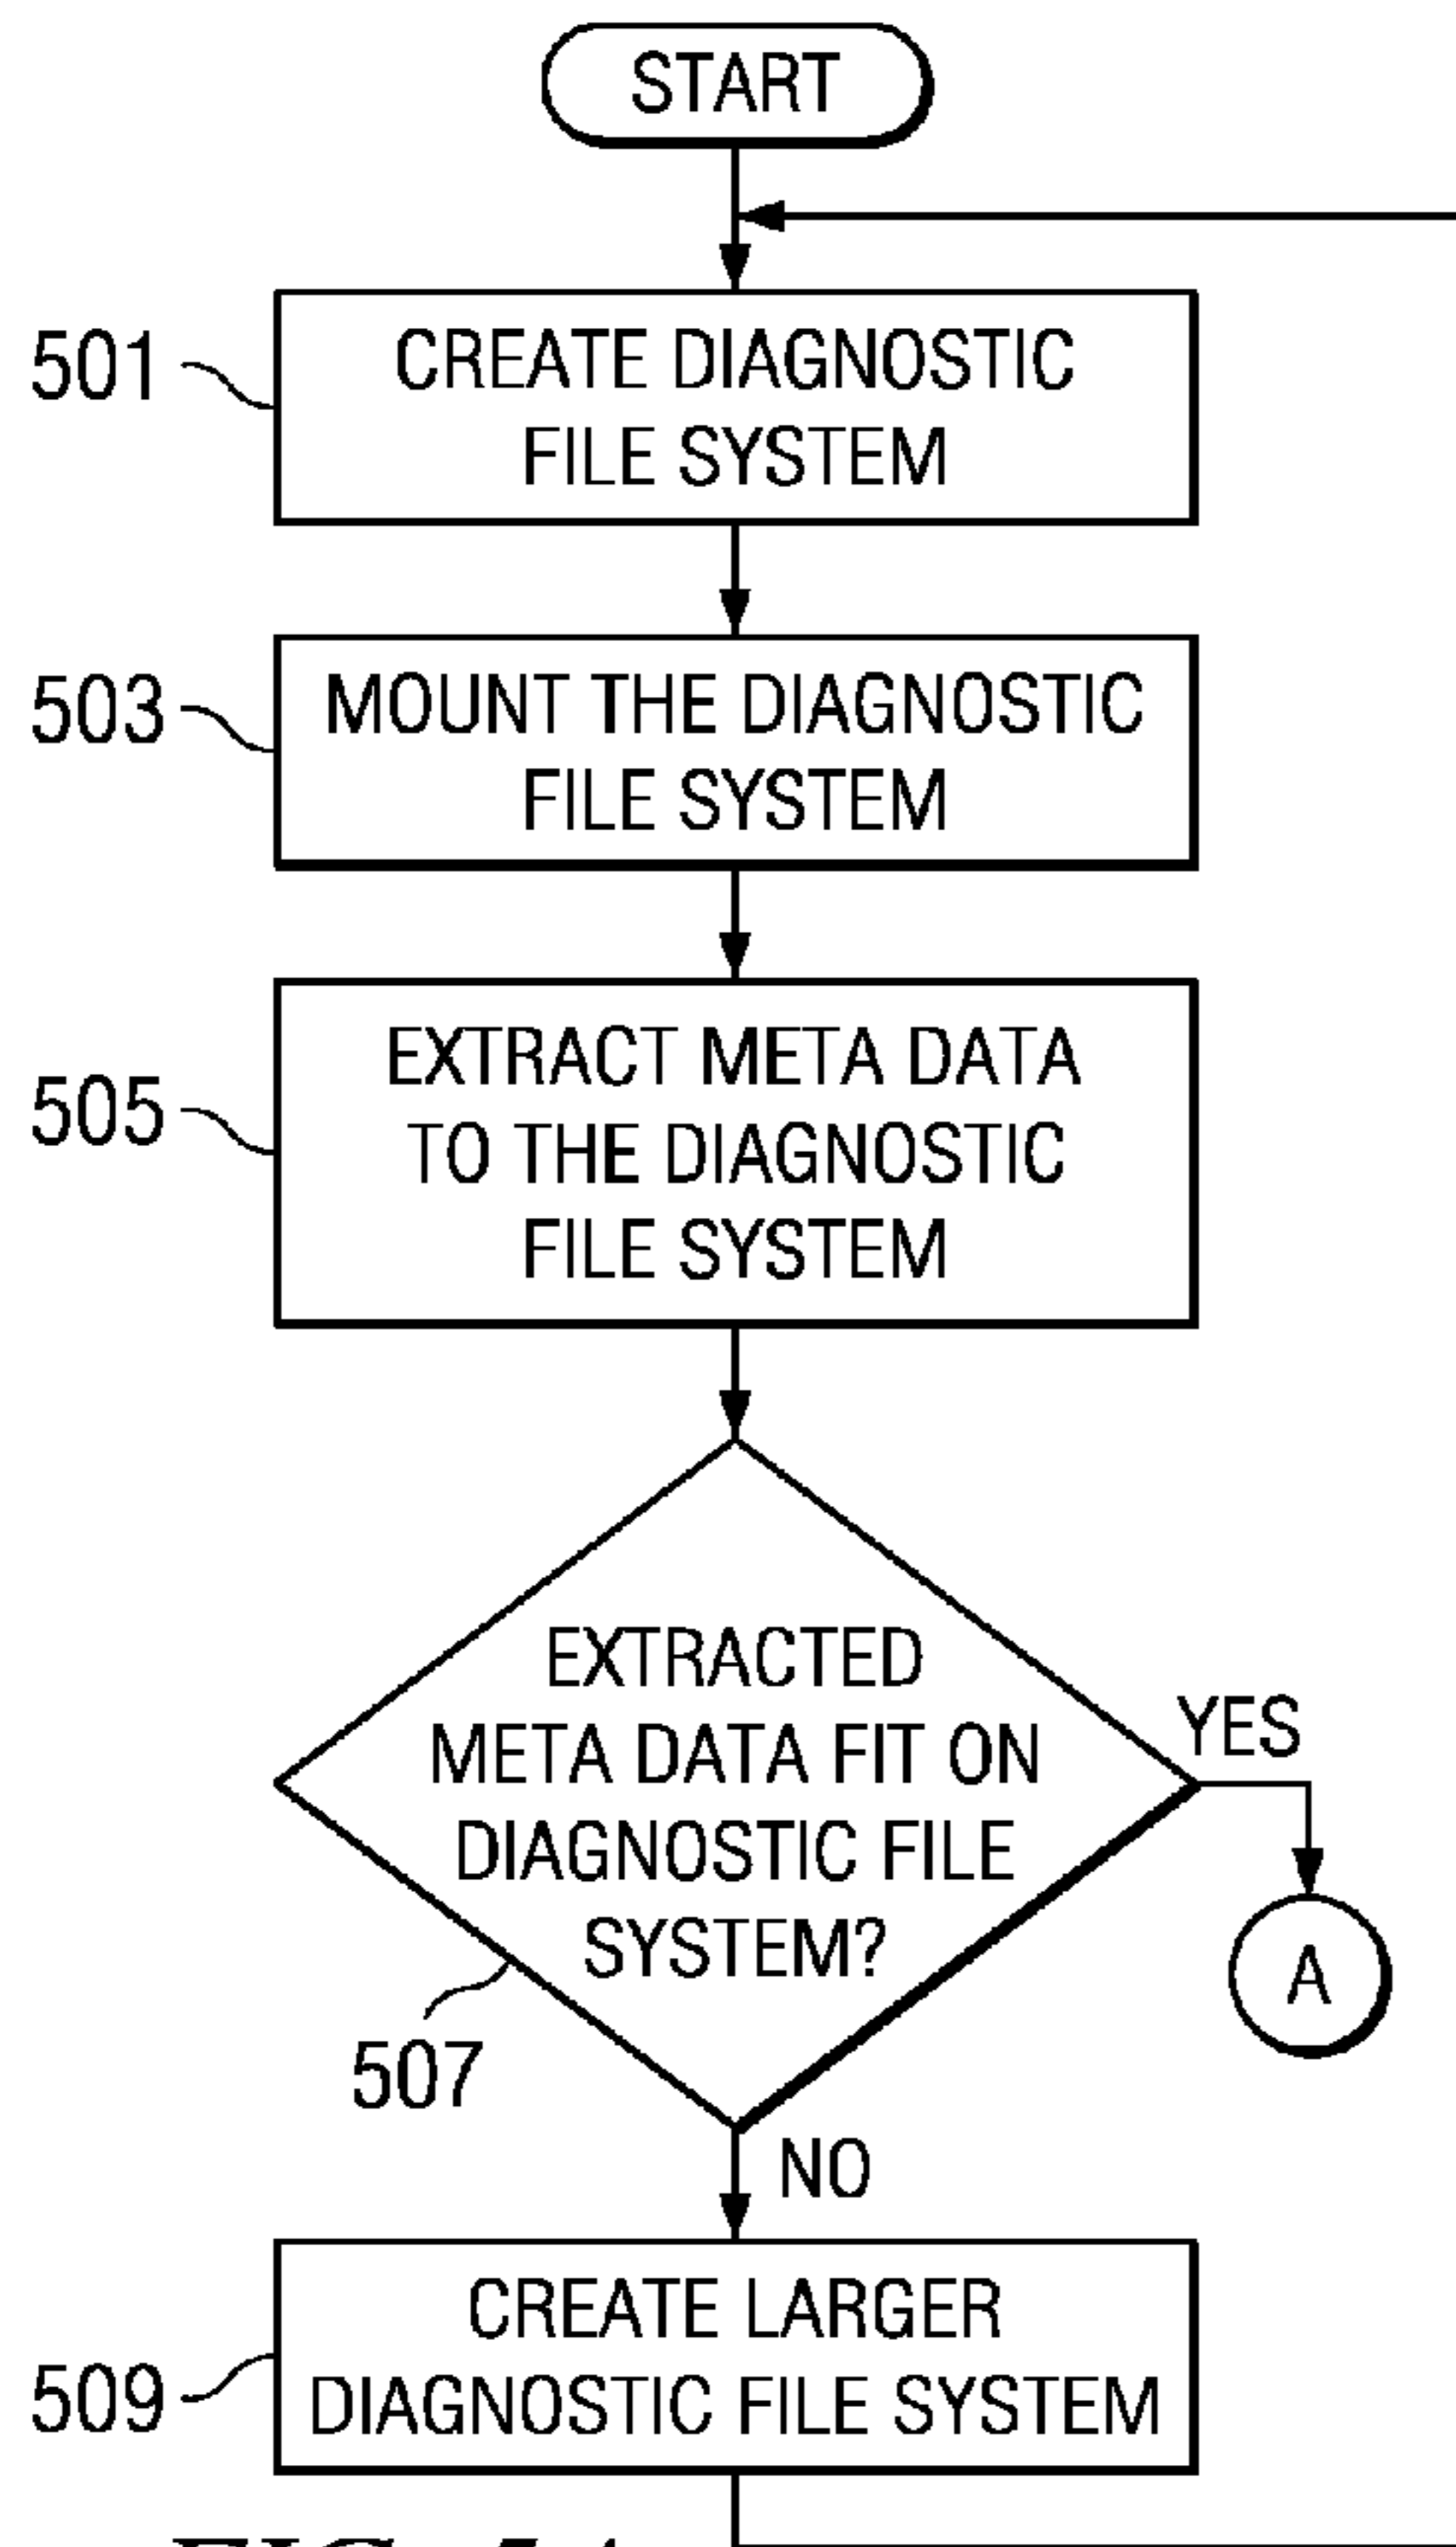 START
501
CREATE DIAGNOSTIC
FILE SYSTEM
503
MOUNT THE DIAGNOSTIC
FILE SYSTEM
505
EXTRACT META DATA
TO THE DIAGNOSTIC
FILE SYSTEM
EXTRACTED
META DATA FIT ON
DIAGNOSTIC FILE
SYSTEM?
YES
A
507
NO
509
CREATE LARGER
DIAGNOSTIC FILE SYSTEM